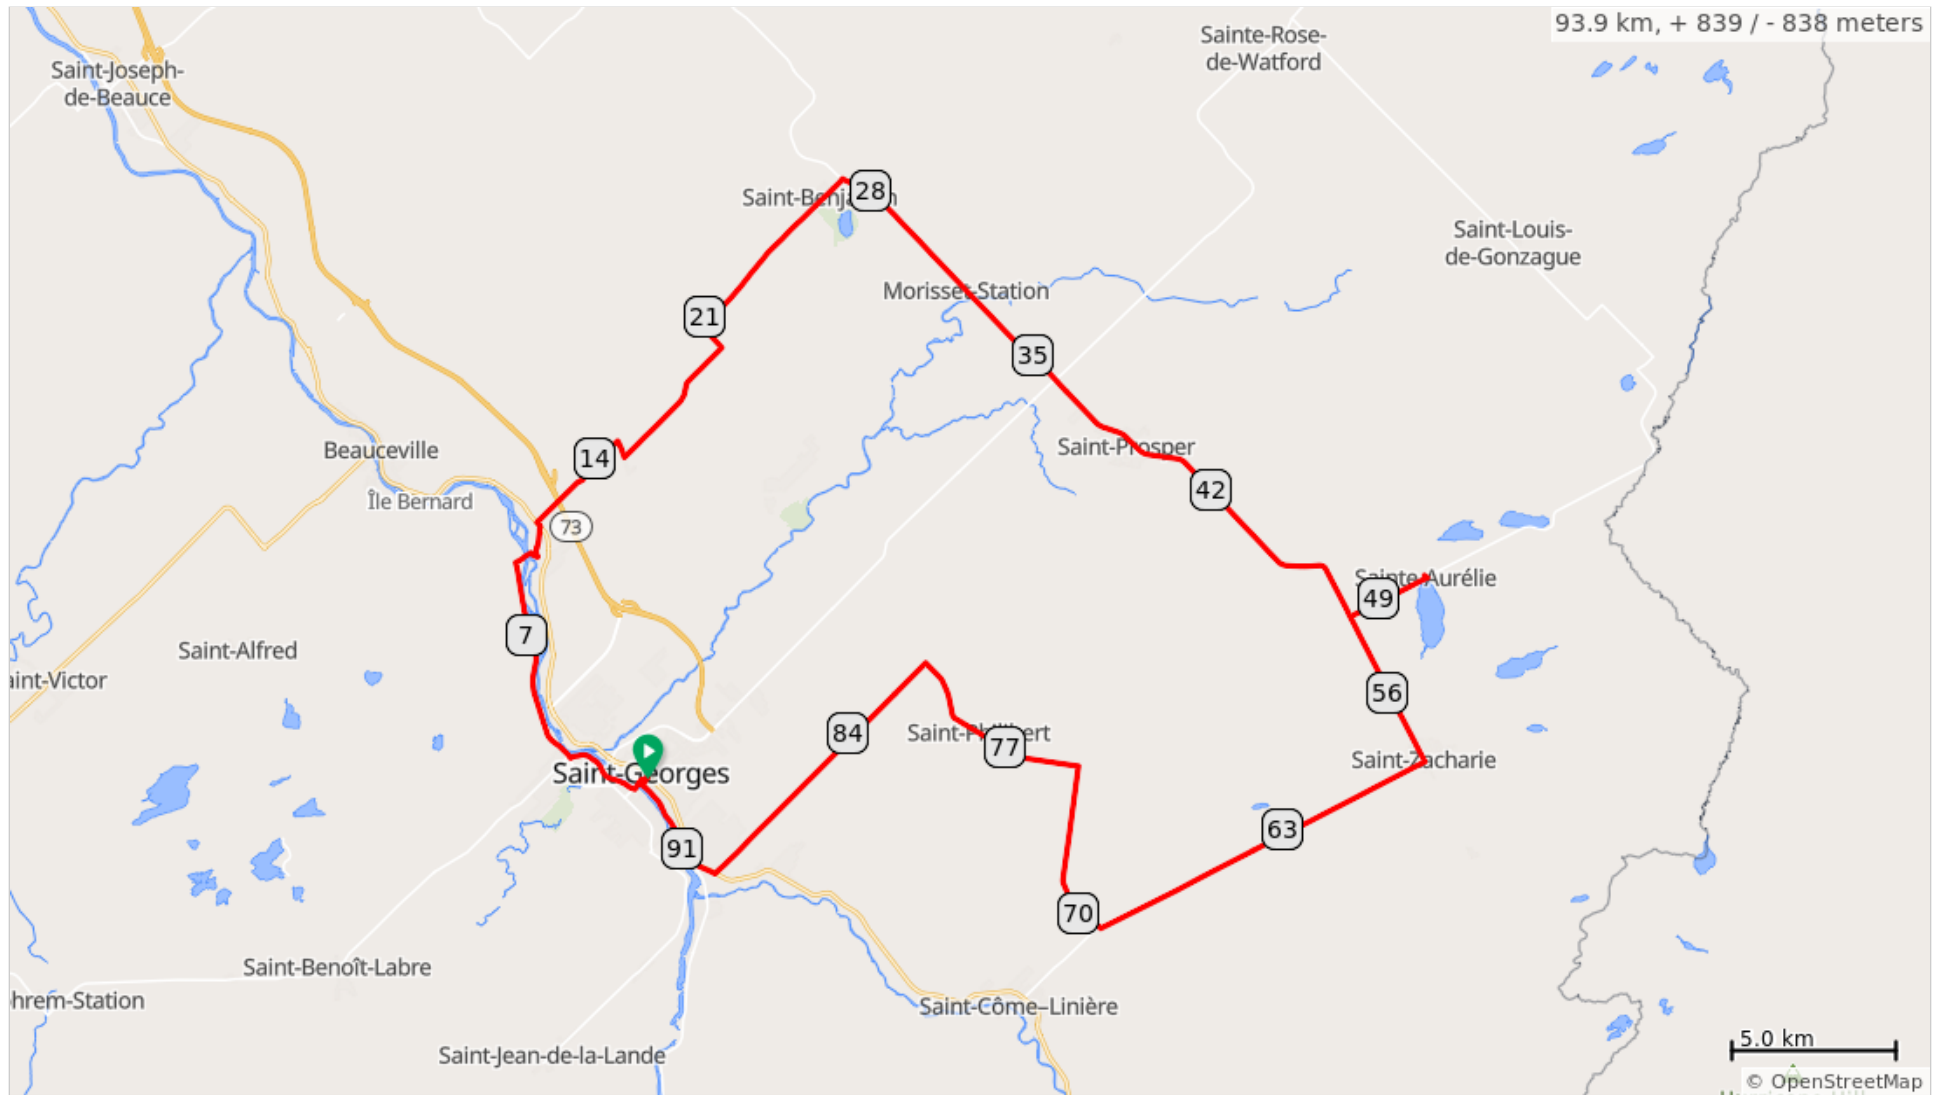 93.9 km, + 839 / - 838 meters
Sainte-Rose-
de-Watford
Saint-Joseph-
de-Beauce
28
Saint-Louis-
de-Gonzague
Morisset-Station
21
35
Beauceville
14
Saint-Prosper
42
Île Bernard
73
49
7
Saint-Alfred
aint-Victor
56
84
77
Saint-Zacharie
Saint-Georges
63
91
70
Saint-Benoît-Labre
hrem-Station
Saint-Côme–Linière
Saint-Jean-de-la-Lande
5.0 km
© OpenStreetMap